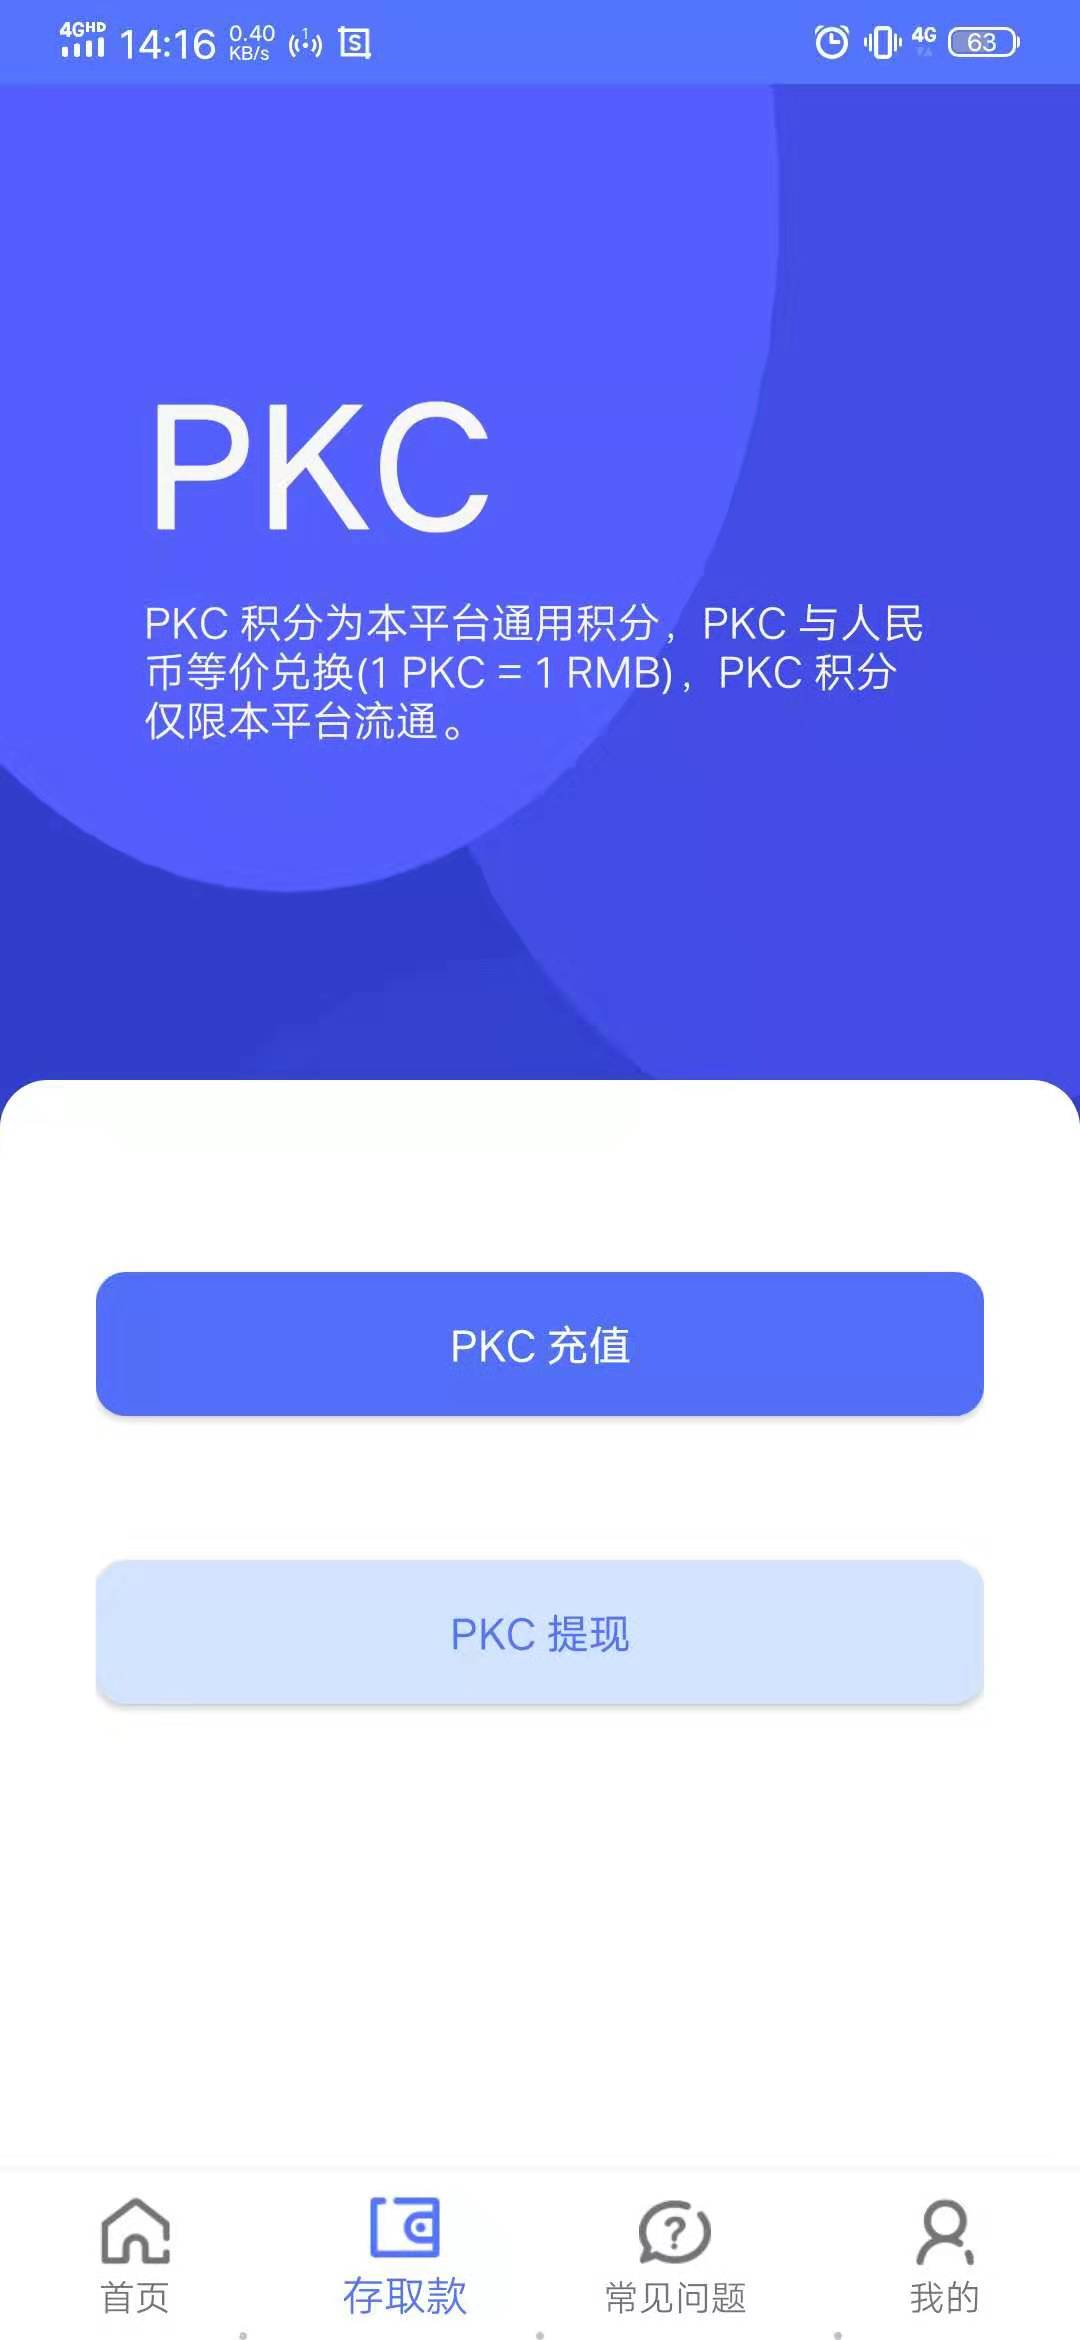 4GHD 14:16 0.40 KB/s 1 S 4G 63
PKC
PKC 积分为本平台通用积分，PKC 与人民
币等价兑换(1 PKC = 1 RMB)，PKC 积分
仅限本平台流通。
PKC 充值
PKC 提现
首页 存取款 常见问题 我的